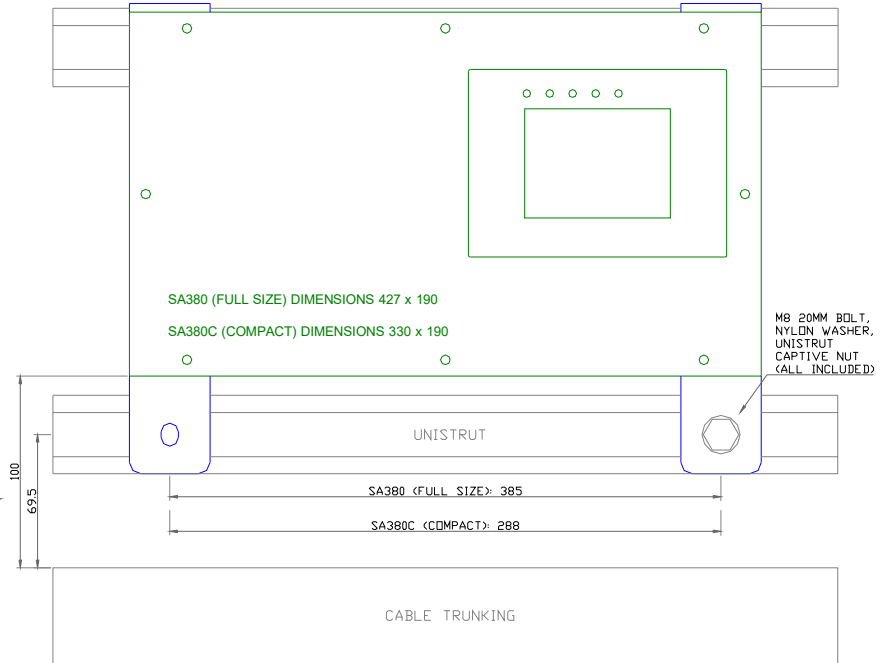 SA380 (FULL SIZE) DIMENSIONS 427 x 190
SA380C (COMPACT) DIMENSIONS 330 x 190
M8 20MM BOLT,
NYLON WASHER,
UNISTRUT
CAPTIVE NUT
(ALL INCLUDED)
UNISTRUT
100
69.5
SA380 (FULL SIZE): 385
SA380C (COMPACT): 288
CABLE TRUNKING